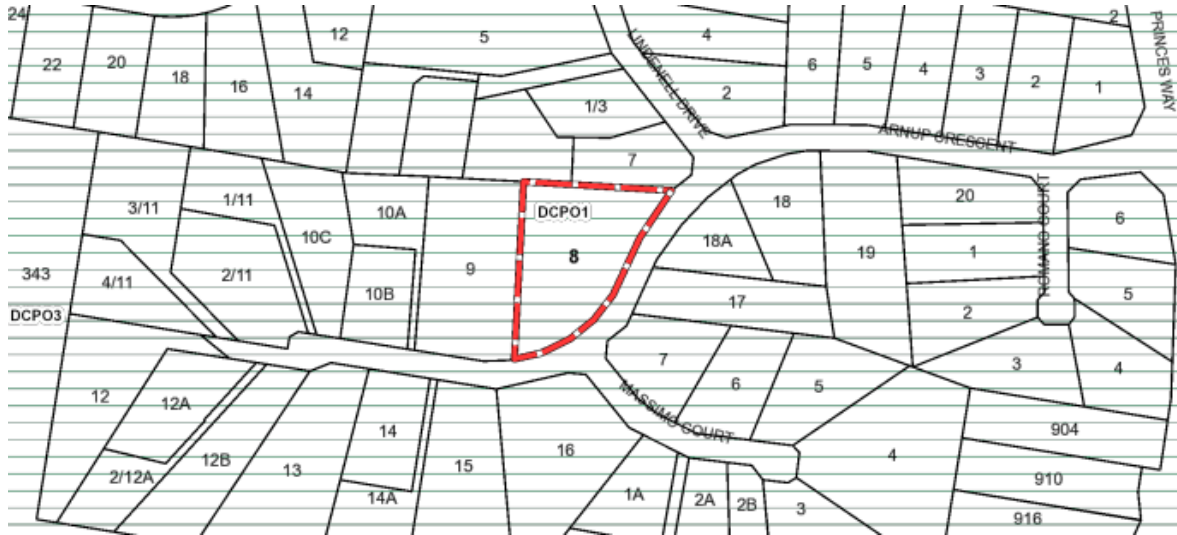 24
22
20
18
16
14
12
5
4
2
6
5
4
3
2
1
2
PRINCES WAY
LINDENELL DRIVE
ARNUP CRESCENT
1/3
7
3/11
1/11
10C
10A
DCPO1
8
18
18A
19
20
ROMANO COURT
6
1
343
4/11
2/11
10B
9
17
2
5
DCPO3
7
6
5
3
4
MASSIMO COURT
12
12A
12B
2/12A
13
14
14A
15
16
1A
2A
2B
3
4
904
910
916